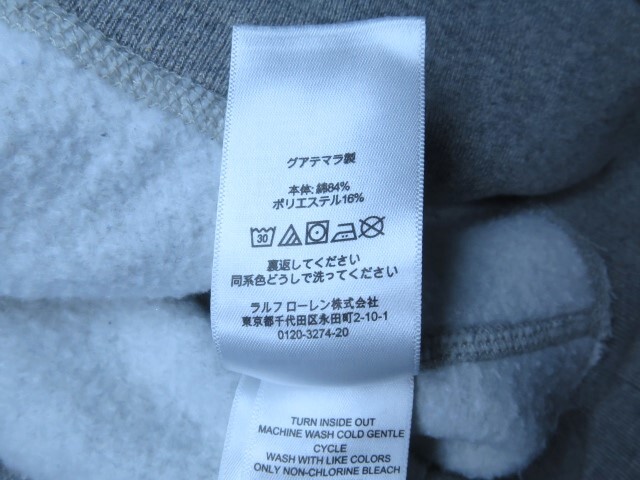 グアテマラ製
本体: 綿84%
ポリエステル16%
30
裏返してください
同系色どうしで洗ってください
ラルフ ローレン株式会社
東京都千代田区永田町2-10-1
0120-3274-20
TURN INSIDE OUT
MACHINE WASH COLD GENTLE
CYCLE
WASH WITH LIKE COLORS
ONLY NON-CHLORINE BLEACH